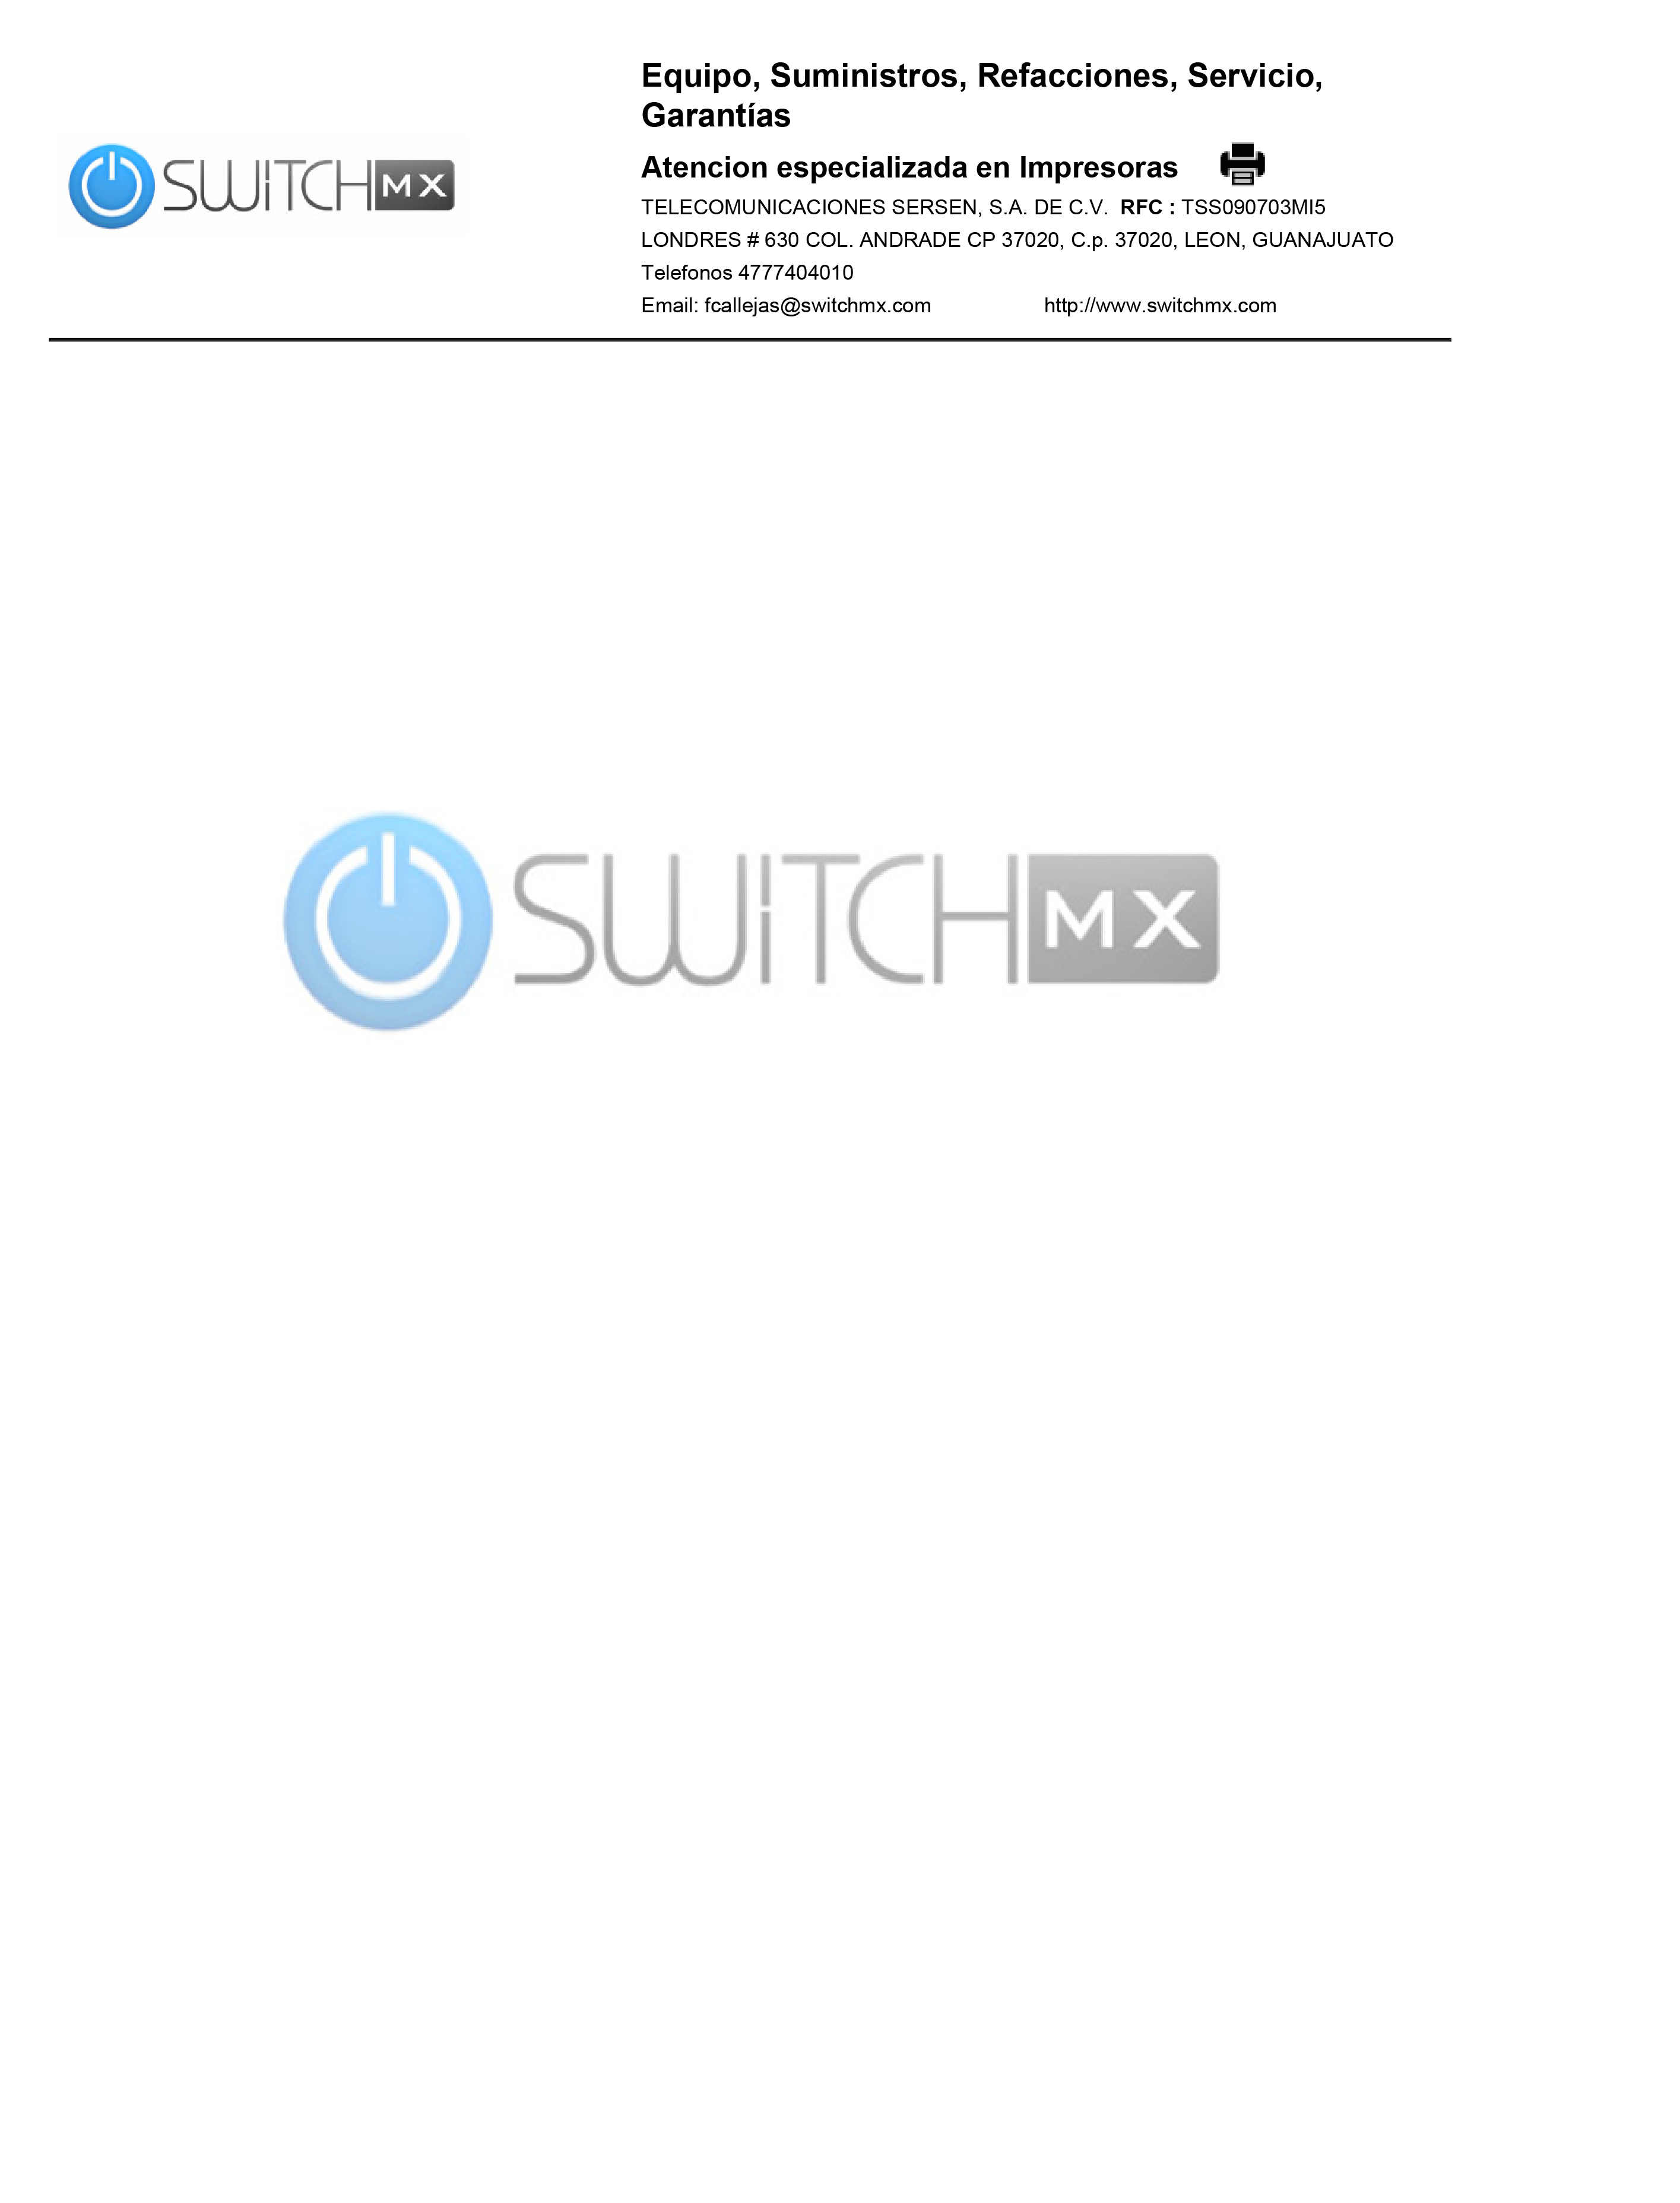 Equipo, Suministros, Refacciones, Servicio,
Garantías
SWiTCH MX
Atencion especializada en Impresoras
TELECOMUNICACIONES SERSEN, S.A. DE C.V. RFC : TSS090703MI5
LONDRES # 630 COL. ANDRADE CP 37020, C.p. 37020, LEON, GUANAJUATO
Telefonos 4777404010
Email: fcallejas@switchmx.com http://www.switchmx.com
SWiTCH MX